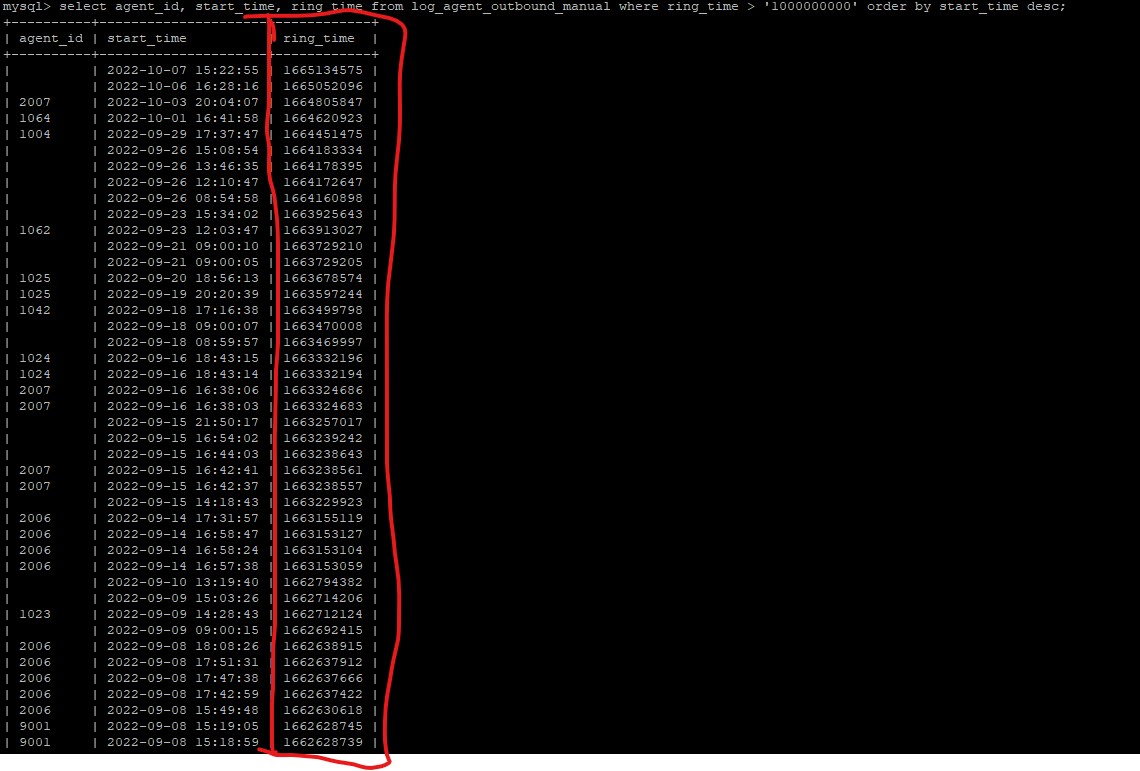 mysql> select agent_id, start_time, ring_time from log_agent_outbound_manual where ring_time > '1000000000' order by start_time desc;
+----------+---------------------+------------+
| agent_id | start_time          | ring_time  |
+----------+---------------------+------------+
|          | 2022-10-07 15:22:55 | 1665134575 |
|          | 2022-10-06 16:28:16 | 1665052096 |
| 2007     | 2022-10-03 20:04:07 | 1664805847 |
| 1064     | 2022-10-01 16:41:58 | 1664620923 |
| 1004     | 2022-09-29 17:37:47 | 1664451475 |
|          | 2022-09-26 15:08:54 | 1664183334 |
|          | 2022-09-26 13:46:35 | 1664178395 |
|          | 2022-09-26 12:10:47 | 1664172647 |
|          | 2022-09-26 08:54:58 | 1664160898 |
|          | 2022-09-23 15:34:02 | 1663925643 |
| 1062     | 2022-09-23 12:03:47 | 1663913027 |
|          | 2022-09-21 09:00:10 | 1663729210 |
|          | 2022-09-21 09:00:05 | 1663729205 |
| 1025     | 2022-09-20 18:56:13 | 1663678574 |
| 1025     | 2022-09-19 20:20:39 | 1663597244 |
| 1042     | 2022-09-18 17:16:38 | 1663499798 |
|          | 2022-09-18 09:00:07 | 1663470008 |
|          | 2022-09-18 08:59:57 | 1663469997 |
| 1024     | 2022-09-16 18:43:15 | 1663332196 |
| 1024     | 2022-09-16 18:43:14 | 1663332194 |
| 2007     | 2022-09-16 16:38:06 | 1663324686 |
| 2007     | 2022-09-16 16:38:03 | 1663324683 |
|          | 2022-09-15 21:50:17 | 1663257017 |
|          | 2022-09-15 16:54:02 | 1663239242 |
|          | 2022-09-15 16:44:03 | 1663238643 |
| 2007     | 2022-09-15 16:42:41 | 1663238561 |
| 2007     | 2022-09-15 16:42:37 | 1663238557 |
|          | 2022-09-15 14:18:43 | 1663229923 |
| 2006     | 2022-09-14 17:31:57 | 1663155119 |
| 2006     | 2022-09-14 16:58:47 | 1663153127 |
| 2006     | 2022-09-14 16:58:24 | 1663153104 |
| 2006     | 2022-09-14 16:57:38 | 1663153059 |
|          | 2022-09-10 13:19:40 | 1662794382 |
|          | 2022-09-09 15:03:26 | 1662714206 |
| 1023     | 2022-09-09 14:28:43 | 1662712124 |
|          | 2022-09-09 09:00:15 | 1662692415 |
| 2006     | 2022-09-08 18:08:26 | 1662638915 |
| 2006     | 2022-09-08 17:51:31 | 1662637912 |
| 2006     | 2022-09-08 17:47:38 | 1662637666 |
| 2006     | 2022-09-08 17:42:59 | 1662637422 |
| 2006     | 2022-09-08 15:49:48 | 1662630618 |
| 9001     | 2022-09-08 15:19:05 | 1662628745 |
| 9001     | 2022-09-08 15:18:59 | 1662628739 |